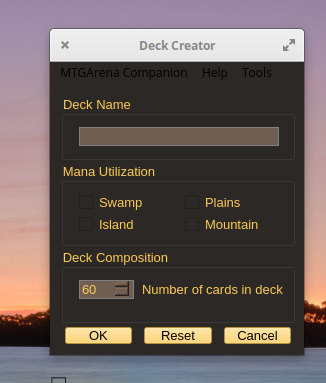 Deck Creator
MTGArena Companion Help Tools
Deck Name
Mana Utilization
Swamp Plains
Island Mountain
Deck Composition
60 Number of cards in deck
OK Reset Cancel